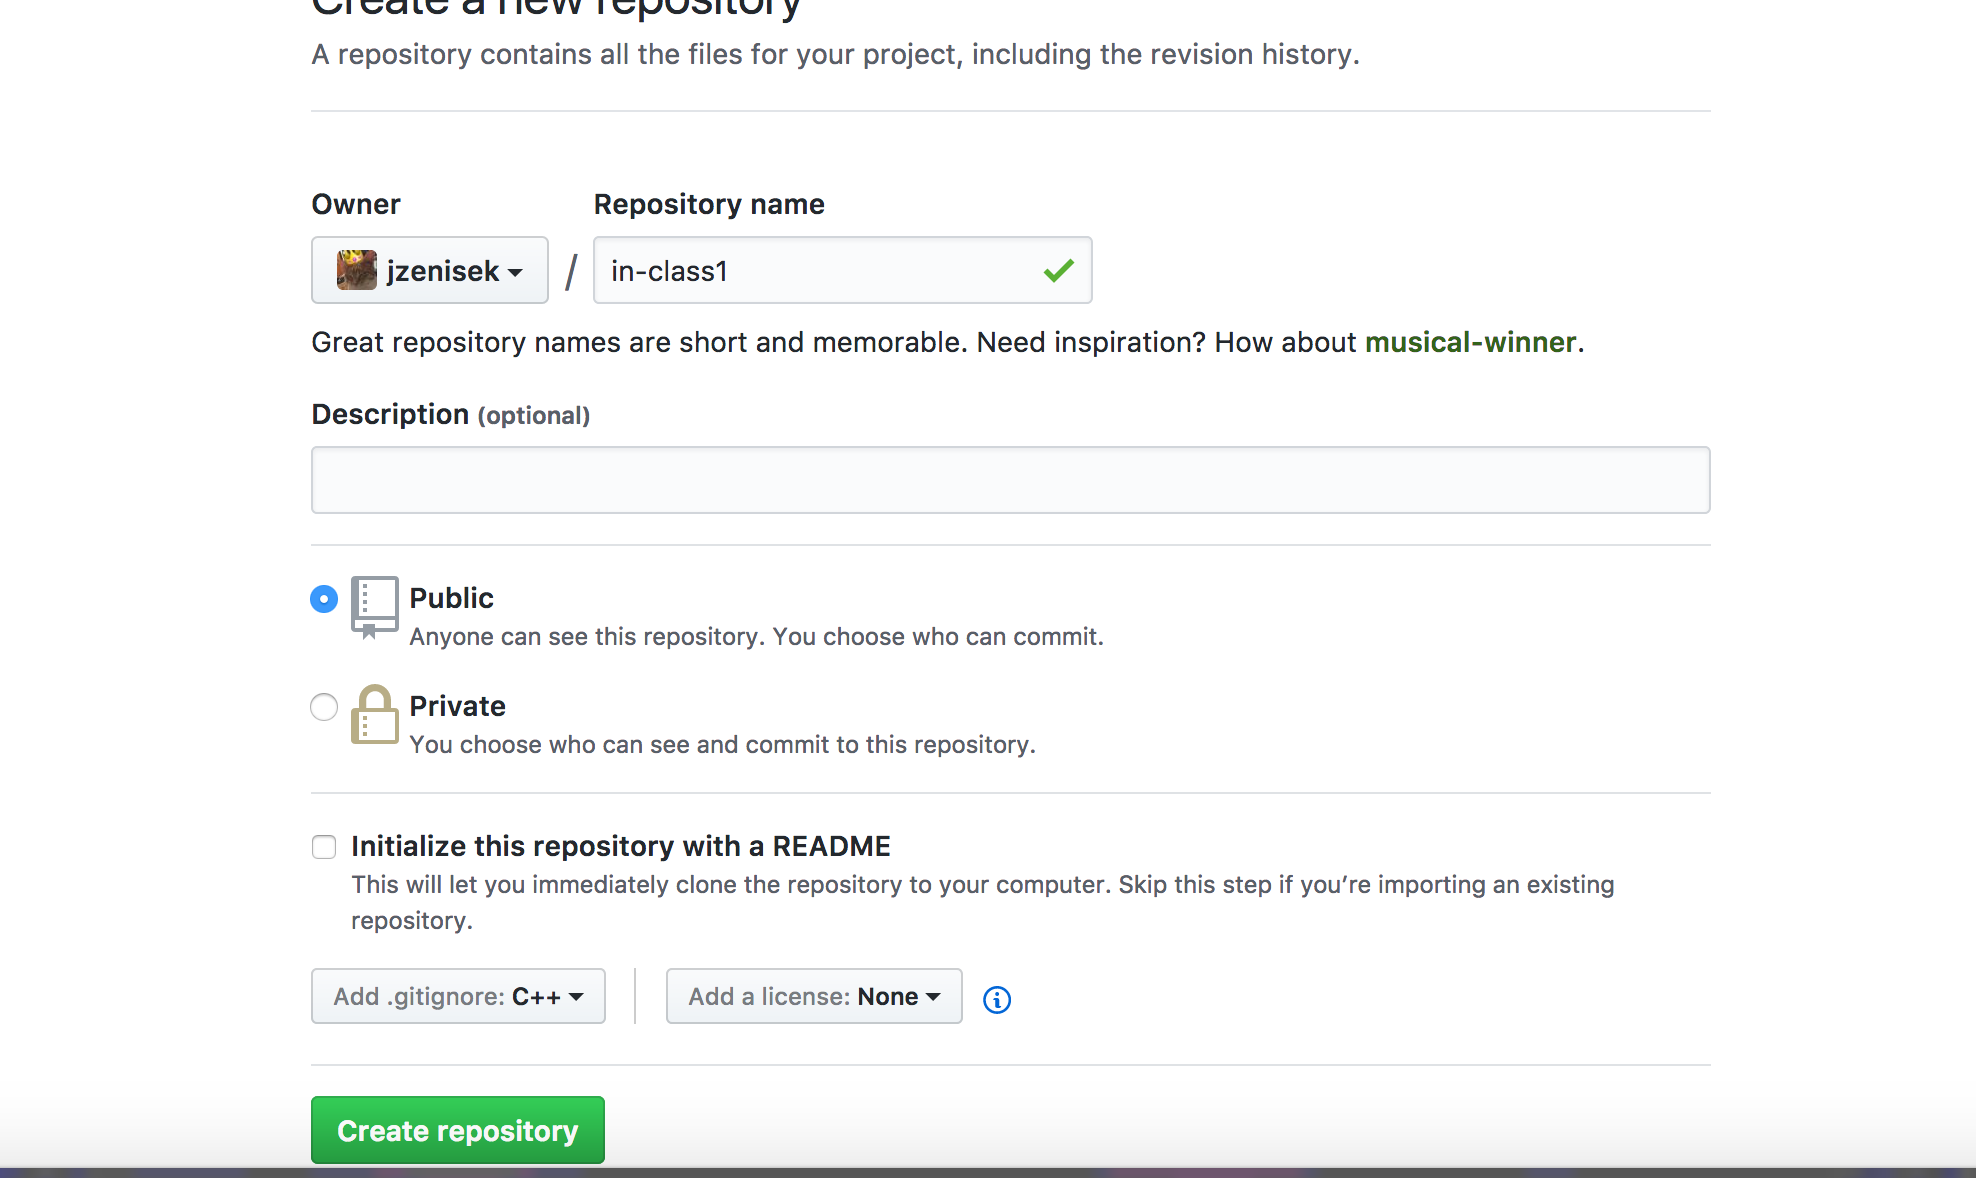 Create a new repository
A repository contains all the files for your project, including the revision history.
Owner
Repository name
jzenisek / in-class1
Great repository names are short and memorable. Need inspiration? How about musical-winner.
Description (optional)
Public
Anyone can see this repository. You choose who can commit.
Private
You choose who can see and commit to this repository.
Initialize this repository with a README
This will let you immediately clone the repository to your computer. Skip this step if you’re importing an existing
repository.
Add .gitignore: C++
Add a license: None
Create repository